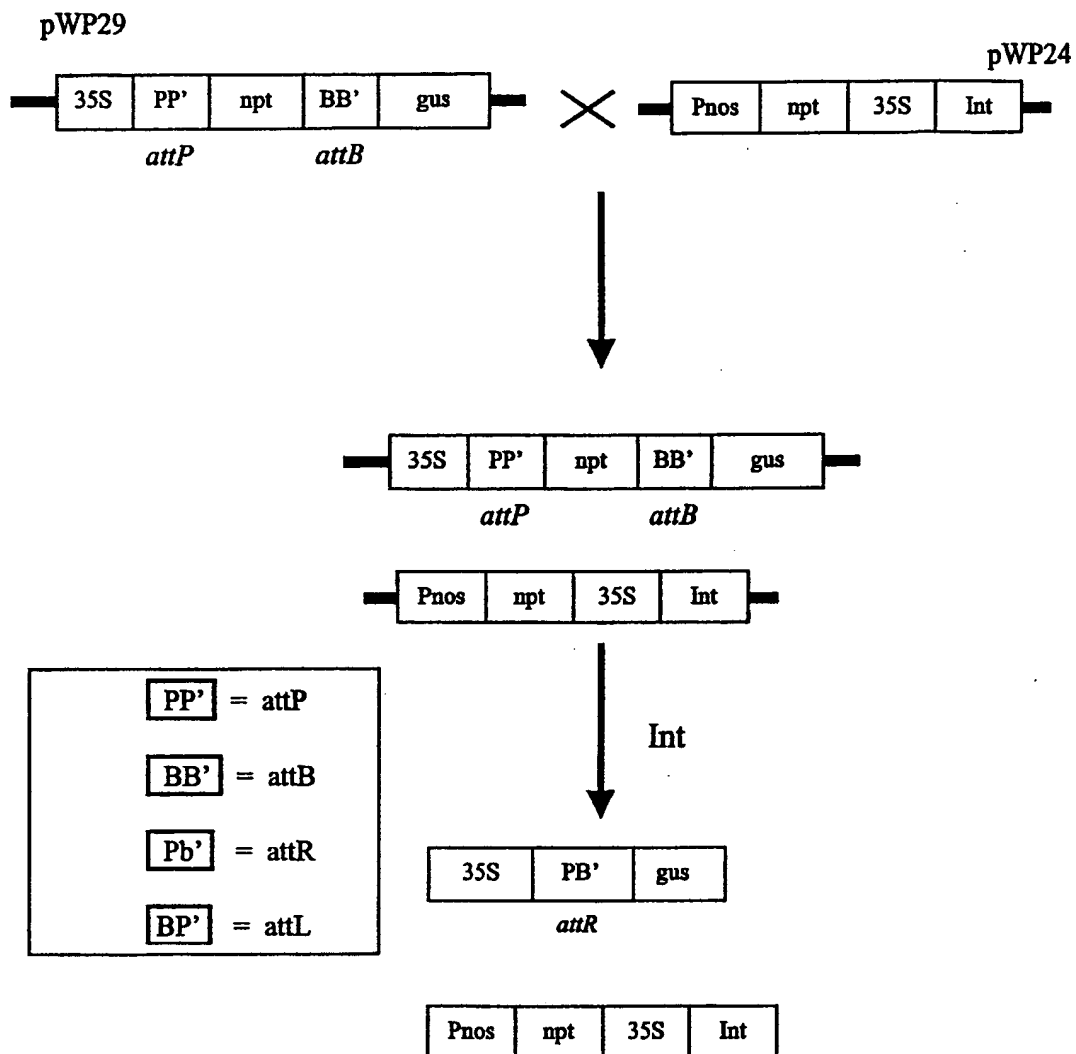 pWP29
pWP24
35S PP' npt BB' gus
Pnos npt 35S Int
attP attB
35S PP' npt BB' gus
attP attB
Pnos npt 35S Int
PP' = attP
BB' = attB
Pb' = attR
BP' = attL
Int
35S PB' gus
attR
Pnos npt 35S Int